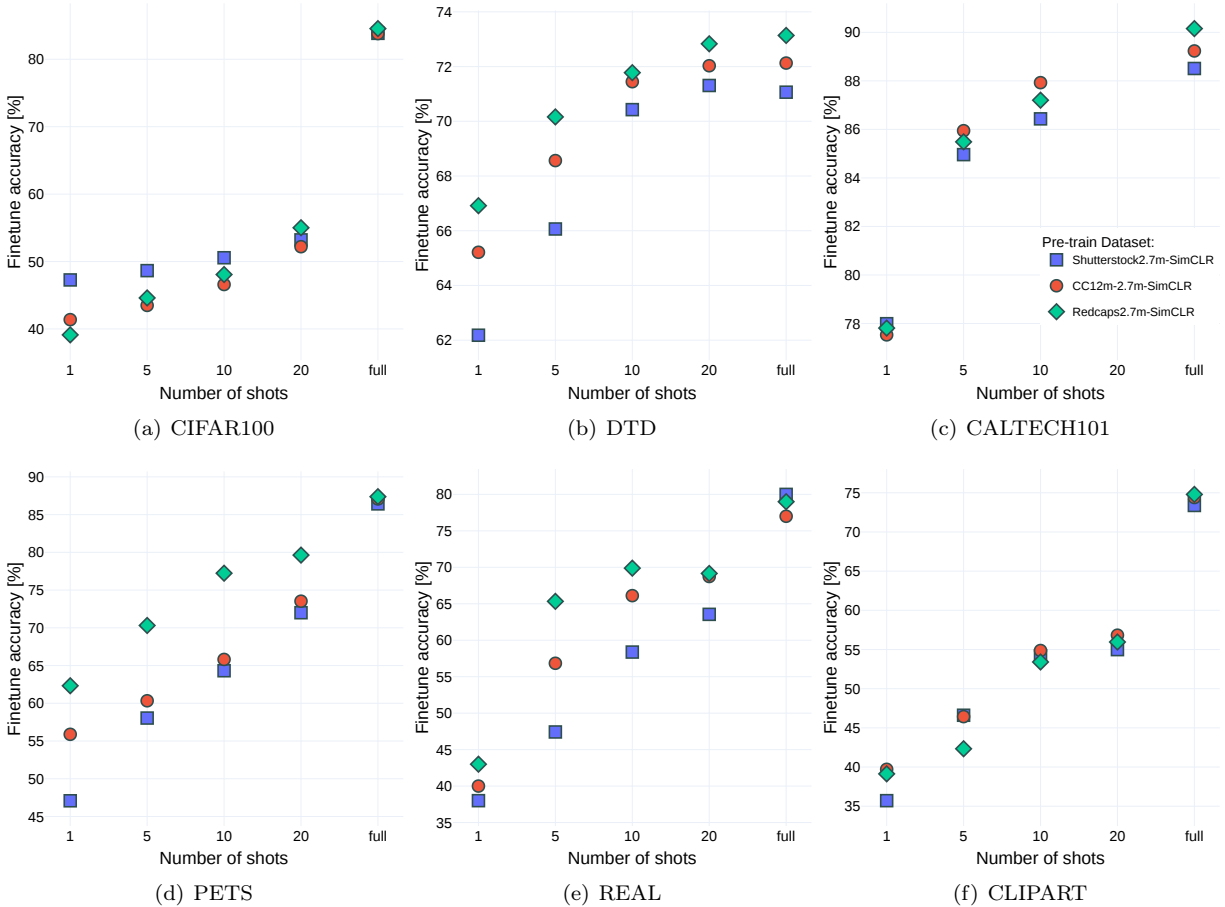 Finetune accuracy [%]
80
70
60
50
40
1 5 10 20 full
Number of shots
(a) CIFAR100
Finetune accuracy [%]
74
72
70
68
66
64
62
1 5 10 20 full
Number of shots
(b) DTD
Finetune accuracy [%]
90
88
86
84
82
80
78
Pre-train Dataset:
Shutterstock2.7m-SimCLR
CC12m-2.7m-SimCLR
Redcaps2.7m-SimCLR
1 5 10 20 full
Number of shots
(c) CALTECH101
Finetune accuracy [%]
90
85
80
75
70
65
60
55
50
45
1 5 10 20 full
Number of shots
(d) PETS
Finetune accuracy [%]
80
75
70
65
60
55
50
45
40
35
1 5 10 20 full
Number of shots
(e) REAL
Finetune accuracy [%]
75
70
65
60
55
50
45
40
35
1 5 10 20 full
Number of shots
(f) CLIPART